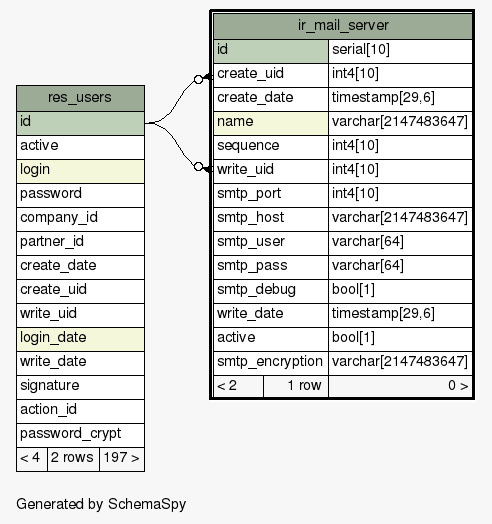 ir_mail_server
id serial[10]
create_uid int4[10]
create_date timestamp[29,6]
name varchar[2147483647]
sequence int4[10]
write_uid int4[10]
smtp_port int4[10]
smtp_host varchar[2147483647]
smtp_user varchar[64]
smtp_pass varchar[64]
smtp_debug bool[1]
write_date timestamp[29,6]
active bool[1]
smtp_encryption varchar[2147483647]
< 2 1 row 0 >
res_users
id
active
login
password
company_id
partner_id
create_date
create_uid
write_uid
login_date
write_date
signature
action_id
password_crypt
< 4 2 rows 197 >
Generated by SchemaSpy